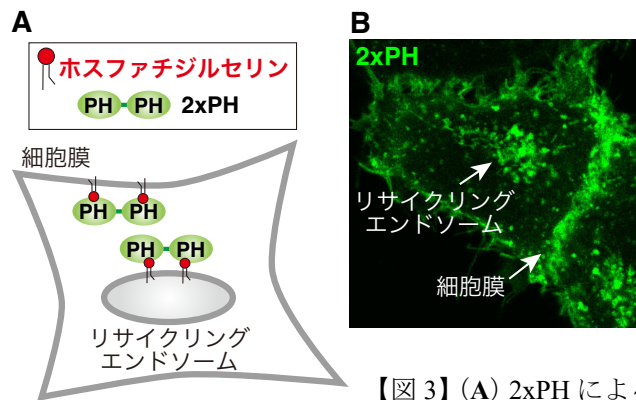 A
ホスファチジルセリン
PH PH 2xPH
細胞膜
PH PH
PH PH
リサイクリング
エンドソーム
B
2xPH
リサイクリング
エンドソーム
細胞膜
【図 3】(A) 2xPH によ